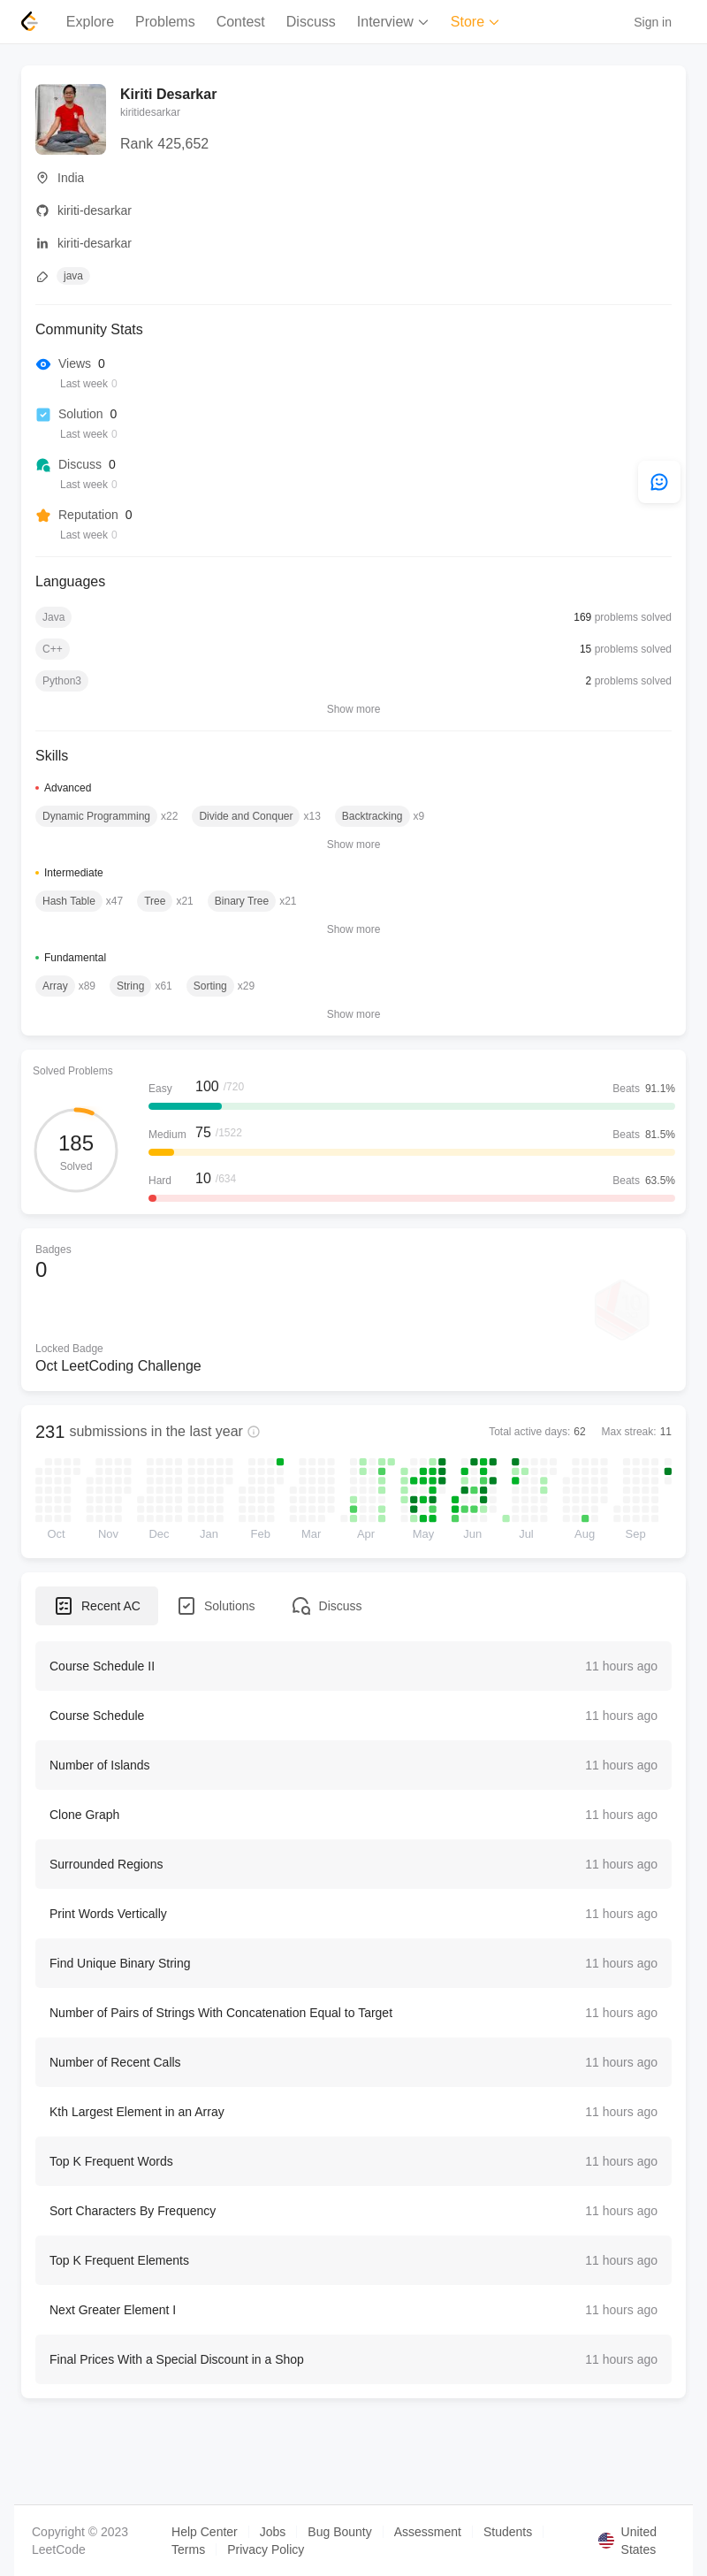 Explore Problems Contest Discuss Interview Store Sign in
Kiriti Desarkar
kiritidesarkar
Rank 425,652
India
kiriti-desarkar
kiriti-desarkar
java
Community Stats
Views 0
Last week 0
Solution 0
Last week 0
Discuss 0
Last week 0
Reputation 0
Last week 0
Languages
Java 169 problems solved
C++ 15 problems solved
Python3 2 problems solved
Show more
Skills
Advanced
Dynamic Programming x22 Divide and Conquer x13 Backtracking x9
Show more
Intermediate
Hash Table x47 Tree x21 Binary Tree x21
Show more
Fundamental
Array x89 String x61 Sorting x29
Show more
Solved Problems
185
Solved
Easy 100 /720 Beats 91.1%
Medium 75 /1522 Beats 81.5%
Hard 10 /634 Beats 63.5%
Badges
0
Locked Badge
Oct LeetCoding Challenge
231 submissions in the last year Total active days: 62 Max streak: 11
Oct Nov Dec Jan Feb Mar Apr May Jun Jul Aug Sep
Recent AC Solutions Discuss
Course Schedule II 11 hours ago
Course Schedule 11 hours ago
Number of Islands 11 hours ago
Clone Graph 11 hours ago
Surrounded Regions 11 hours ago
Print Words Vertically 11 hours ago
Find Unique Binary String 11 hours ago
Number of Pairs of Strings With Concatenation Equal to Target 11 hours ago
Number of Recent Calls 11 hours ago
Kth Largest Element in an Array 11 hours ago
Top K Frequent Words 11 hours ago
Sort Characters By Frequency 11 hours ago
Top K Frequent Elements 11 hours ago
Next Greater Element I 11 hours ago
Final Prices With a Special Discount in a Shop 11 hours ago
Copyright © 2023
LeetCode
Help Center Jobs Bug Bounty Assessment Students
Terms Privacy Policy
United
States